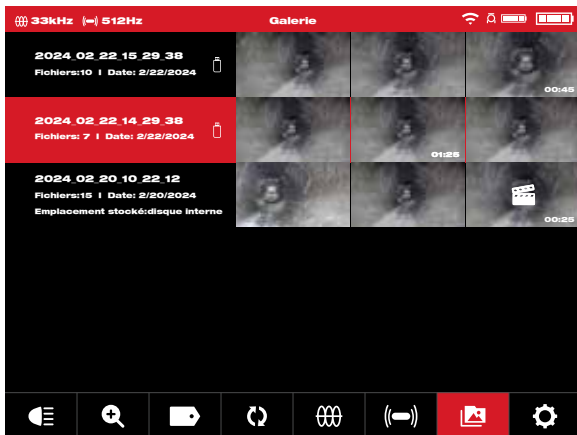 33kHz 512Hz Galerie
2024_02_22_15_29_38
Fichiers:10 I Date: 2/22/2024
00:45
2024_02_22_14_29_38
Fichiers: 7 I Date: 2/22/2024
01:25
2024_02_20_10_22_12
Fichiers:15 I Date: 2/20/2024
Emplacement stocké:disque interne
00:25